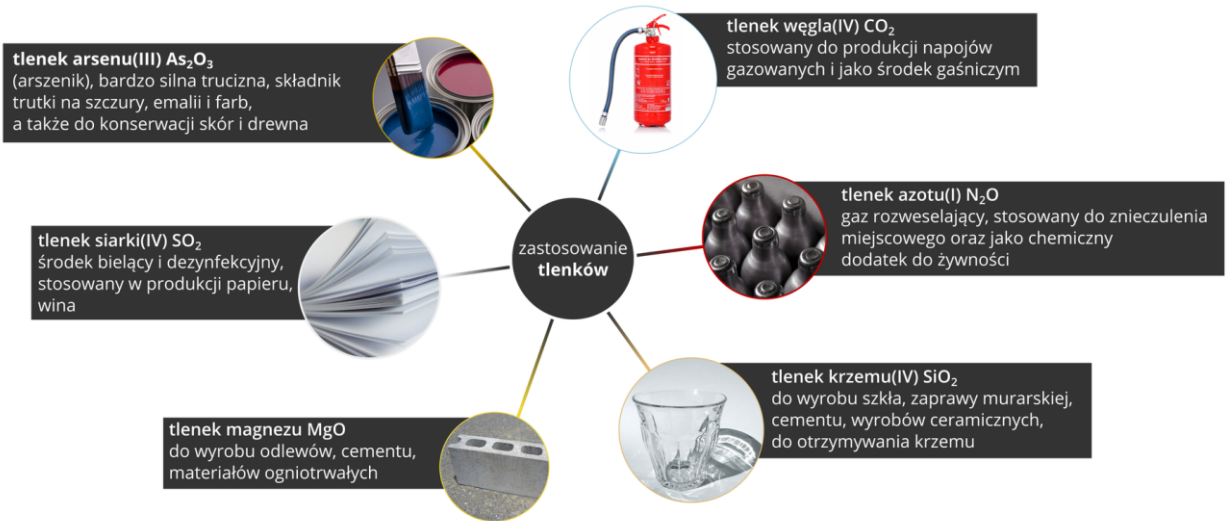 tlenek arsenu(III) As₂O₃
(arszenik), bardzo silna trucizna, składnik
trutki na szczury, emalii i farb,
a także do konserwacji skór i drewna
tlenek węgla(IV) CO₂
stosowany do produkcji napojów
gazowanych i jako środek gaśniczym
tlenek azotu(I) N₂O
gaz rozweselający, stosowany do znieczulenia
miejscowego oraz jako chemiczny
dodatek do żywności
tlenek siarki(IV) SO₂
środek bielący i dezynfekcyjny,
stosowany w produkcji papieru,
wina
zastosowanie
tlenków
tlenek krzemu(IV) SiO₂
do wyrobu szkła, zaprawy murarskiej,
cementu, wyrobów ceramicznych,
do otrzymywania krzemu
tlenek magnezu MgO
do wyrobu odlewów, cementu,
materiałów ogniotrwałych